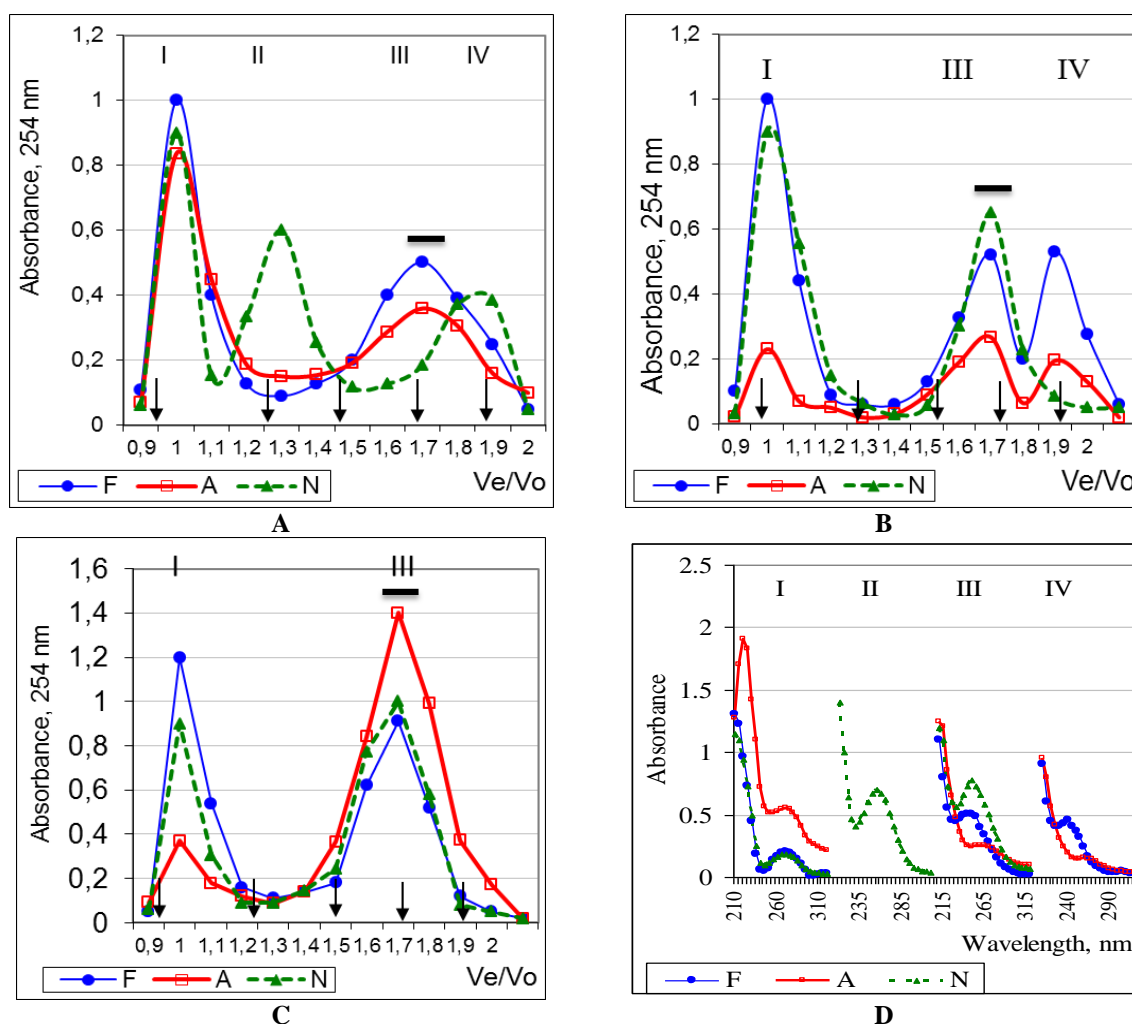 1,2
1
0,8
0,6
0,4
0,2
0
Absorbance, 254 nm
I II III IV
0,9 1 1,1 1,2 1,3 1,4 1,5 1,6 1,7 1,8 1,9 2
Ve/Vo
F A N
A
1,2
1
0,8
0,6
0,4
0,2
0
Absorbance, 254 nm
I III IV
0,9 1 1,1 1,2 1,3 1,4 1,5 1,6 1,7 1,8 1,9 2
Ve/Vo
F A N
B
1,6
1,4
1,2
1
0,8
0,6
0,4
0,2
0
Absorbance, 254 nm
I III
0,9 1 1,1 1,2 1,3 1,4 1,5 1,6 1,7 1,8 1,9 2
Ve/Vo
F A N
C
2.5
2
1.5
1
0.5
0
Absorbance
I II III IV
210 260 310 235 285 215 265 315 240 290
Wavelength, nm
F A N
D